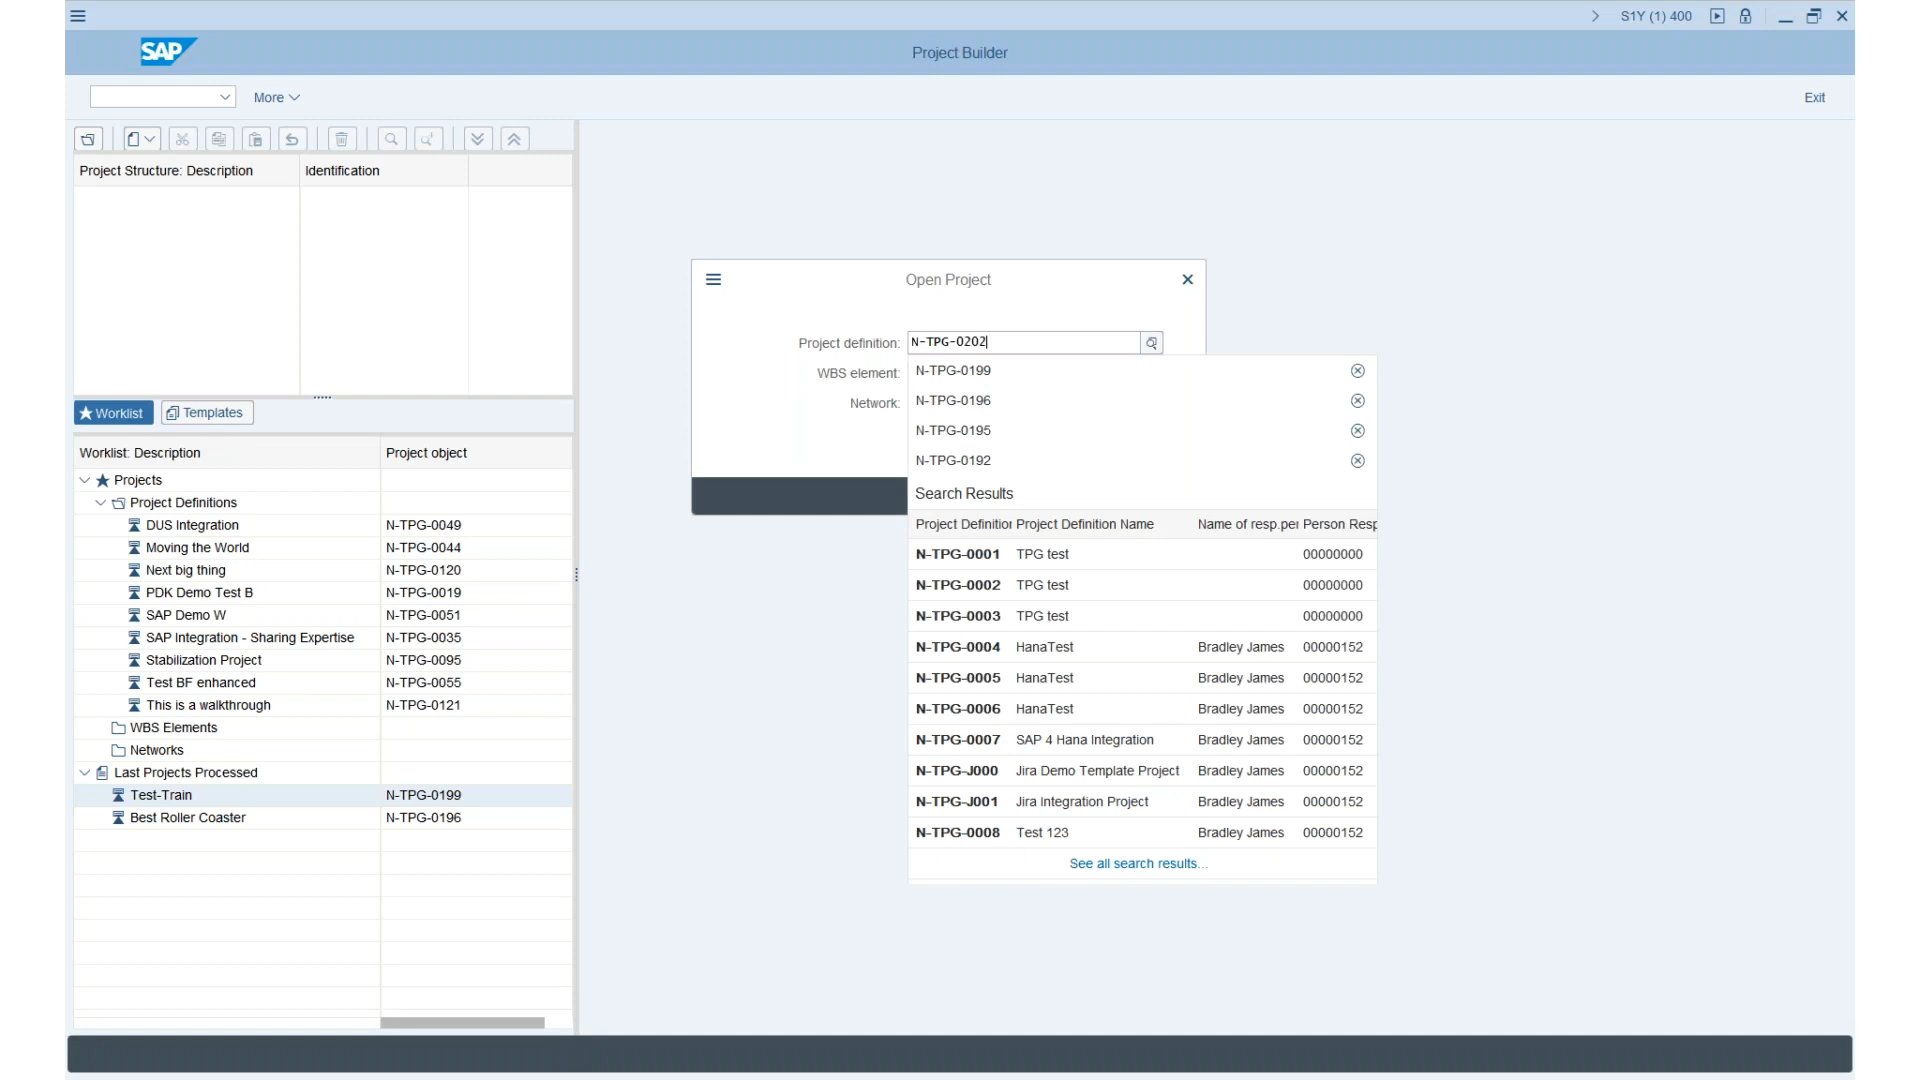 S1Y (1) 400
SAP
Project Builder
More
Exit
Project Structure: Description Identification
Open Project
Project definition: N-TPG-0202
WBS element:
Network:
N-TPG-0199
N-TPG-0196
N-TPG-0195
N-TPG-0192
Search Results
Project Definition Project Definition Name Name of resp.per Person Resp
N-TPG-0001 TPG test 00000000
N-TPG-0002 TPG test 00000000
N-TPG-0003 TPG test 00000000
N-TPG-0004 HanaTest Bradley James 00000152
N-TPG-0005 HanaTest Bradley James 00000152
N-TPG-0006 HanaTest Bradley James 00000152
N-TPG-0007 SAP 4 Hana Integration Bradley James 00000152
N-TPG-J000 Jira Demo Template Project Bradley James 00000152
N-TPG-J001 Jira Integration Project Bradley James 00000152
N-TPG-0008 Test 123 Bradley James 00000152
See all search results...
Worklist Templates
Worklist: Description Project object
Projects
Project Definitions
DUS Integration N-TPG-0049
Moving the World N-TPG-0044
Next big thing N-TPG-0120
PDK Demo Test B N-TPG-0019
SAP Demo W N-TPG-0051
SAP Integration - Sharing Expertise N-TPG-0035
Stabilization Project N-TPG-0095
Test BF enhanced N-TPG-0055
This is a walkthrough N-TPG-0121
WBS Elements
Networks
Last Projects Processed
Test-Train N-TPG-0199
Best Roller Coaster N-TPG-0196